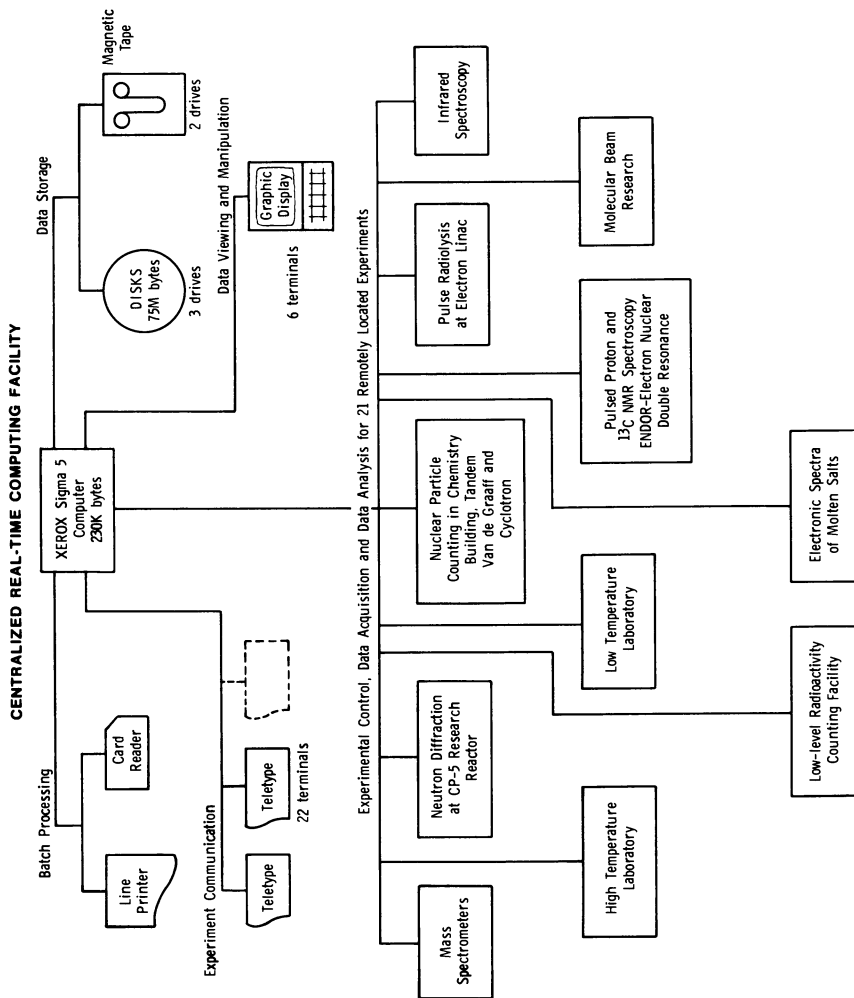 CENTRALIZED REAL-TIME COMPUTING FACILITY
XEROX Sigma 5
Computer
230K bytes
Batch Processing
Line
Printer
Card
Reader
Data Storage
DISKS
75M bytes
3 drives
Magnetic
Tape
2 drives
Experiment Communication
Teletype
Teletype
22 terminals
Data Viewing and Manipulation
Graphic
Display
6 terminals
Experimental Control, Data Acquisition and Data Analysis for 21 Remotely Located Experiments
Mass
Spectrometers
Neutron Diffraction
at CP-5 Research
Reactor
Nuclear Particle
Counting in Chemistry
Building, Tandem
Van de Graaff and
Cyclotron
Pulse Radiolysis
at Electron Linac
Infrared
Spectroscopy
High Temperature
Laboratory
Low Temperature
Laboratory
Pulsed Proton and
13C NMR Spectroscopy
ENDOR-Electron Nuclear
Double Resonance
Molecular Beam
Research
Low-level Radioactivity
Counting Facility
Electronic Spectra
of Molten Salts